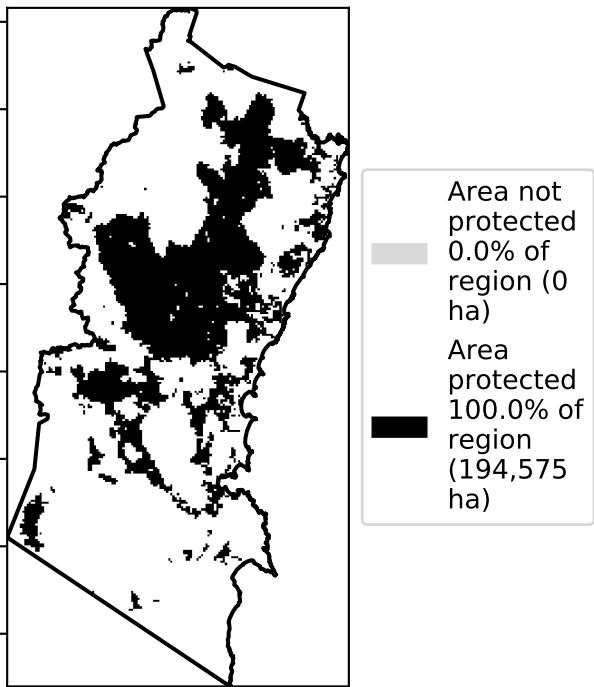 Area not
protected
0.0% of
region (0
ha)
Area
protected
100.0% of
region
(194,575
ha)